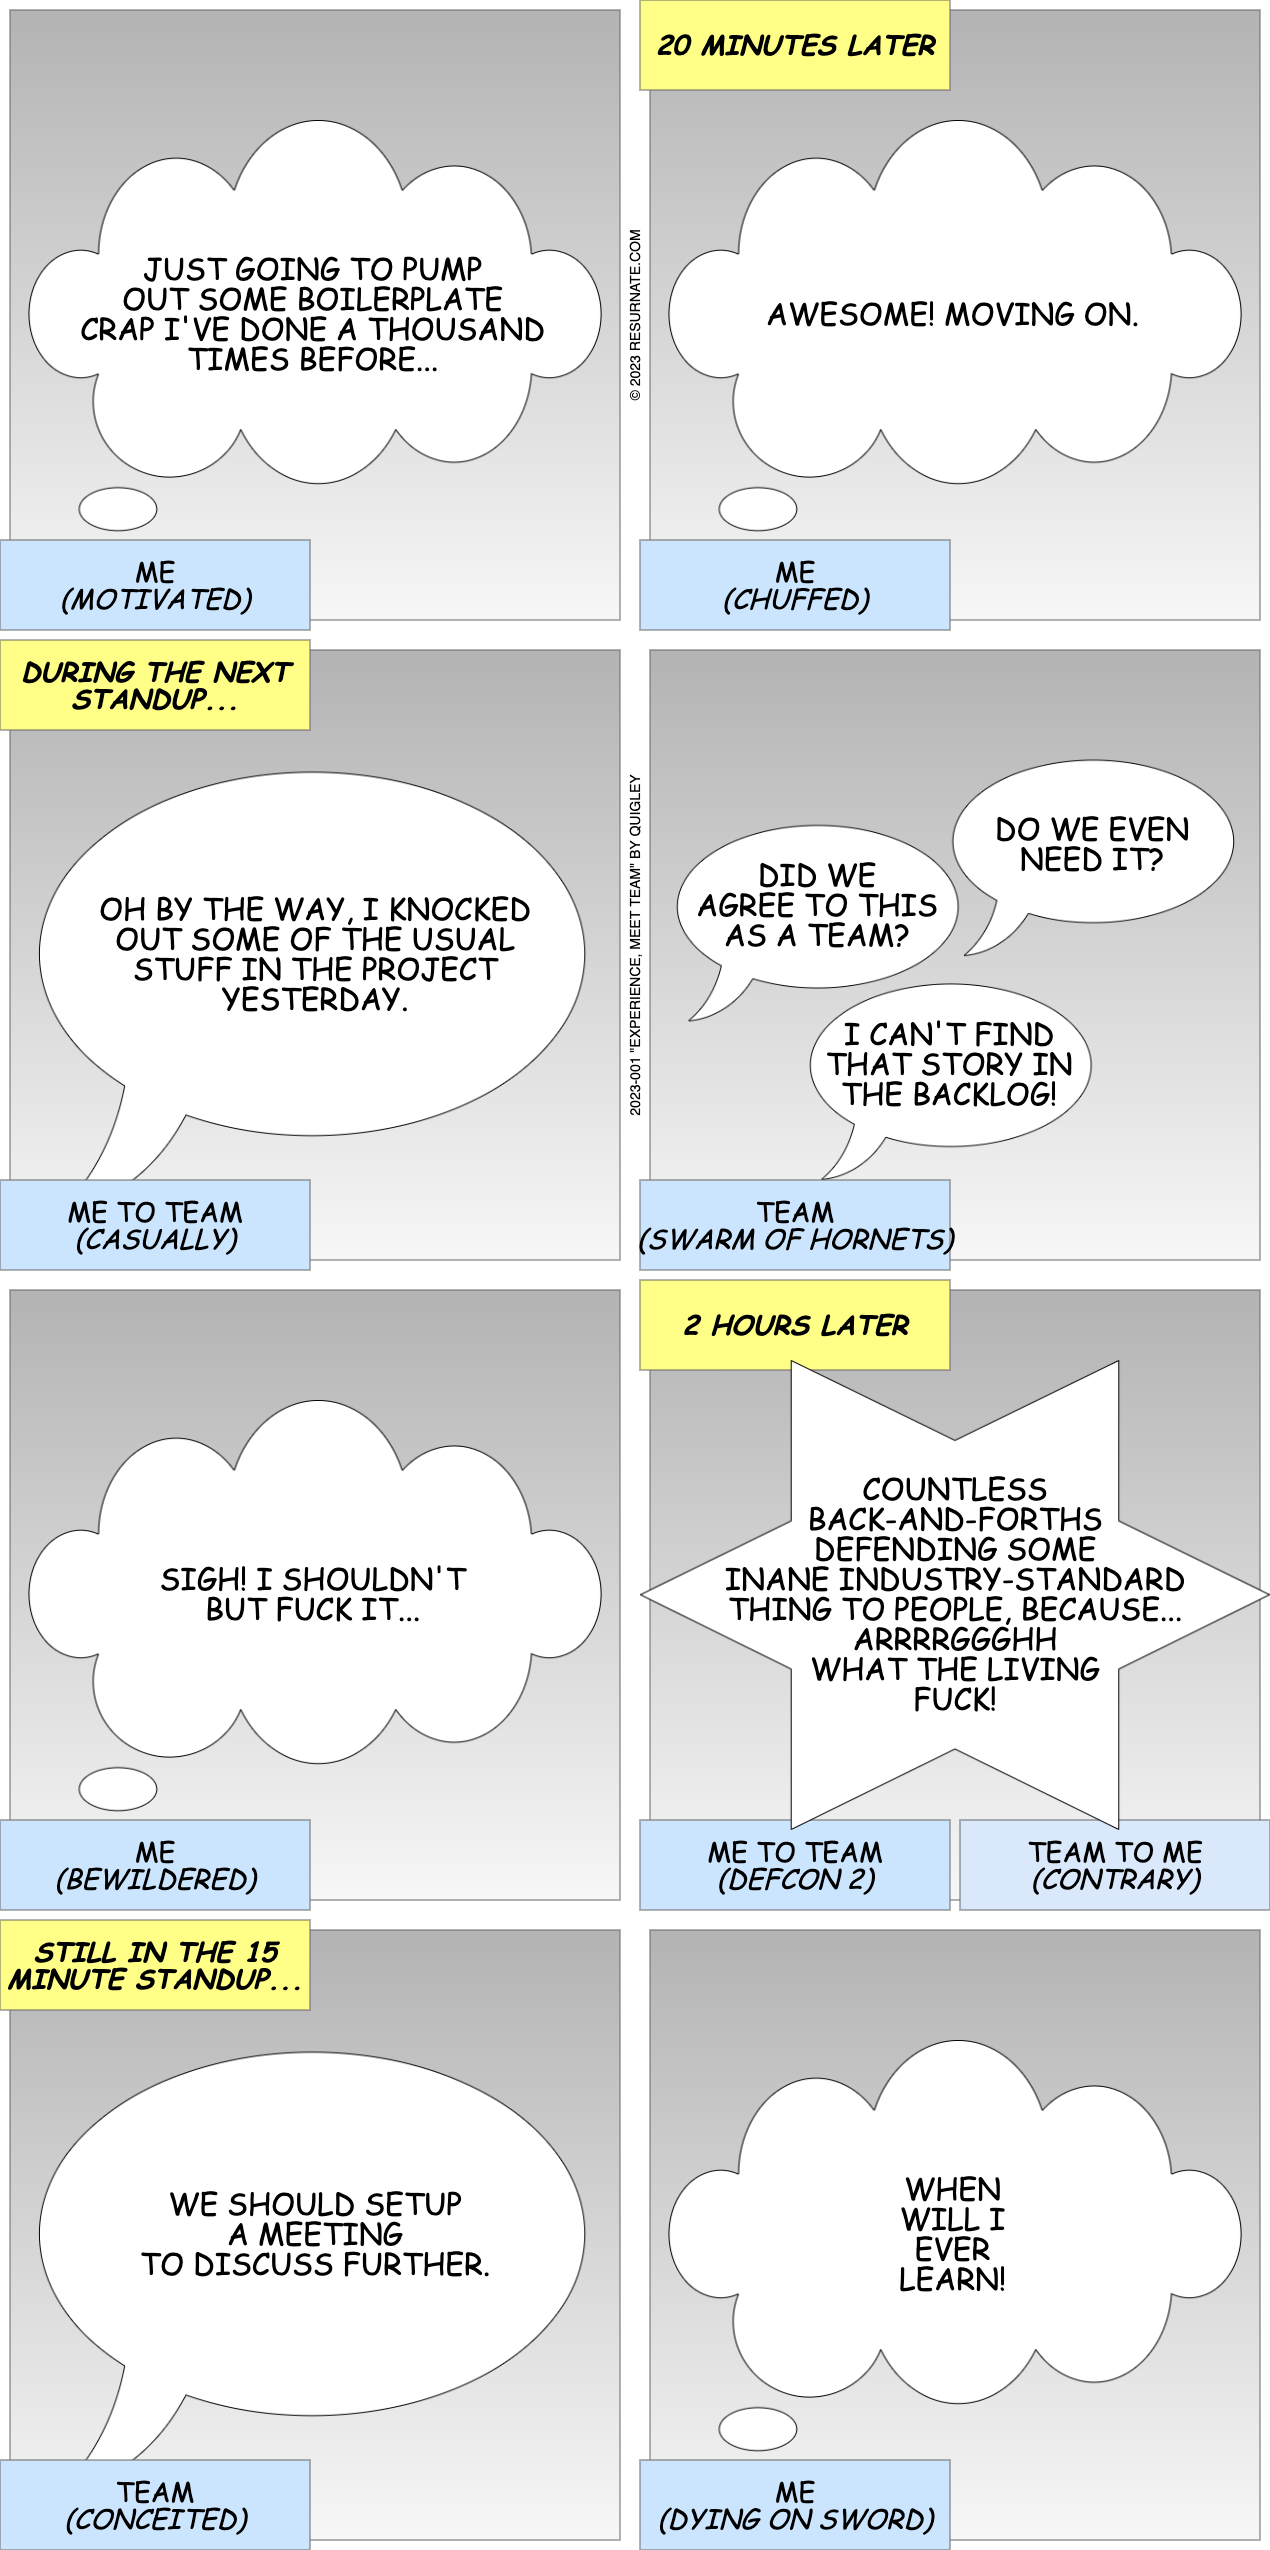 JUST GOING TO PUMP
OUT SOME BOILERPLATE
CRAP I'VE DONE A THOUSAND
TIMES BEFORE...
ME
(MOTIVATED)
20 MINUTES LATER
AWESOME! MOVING ON.
ME
(CHUFFED)
© 2023 RESURNATE.COM
DURING THE NEXT
STANDUP...
OH BY THE WAY, I KNOCKED
OUT SOME OF THE USUAL
STUFF IN THE PROJECT
YESTERDAY.
ME TO TEAM
(CASUALLY)
2023-001 "EXPERIENCE, MEET TEAM" BY QUIGLEY
DID WE
AGREE TO THIS
AS A TEAM?
DO WE EVEN
NEED IT?
I CAN'T FIND
THAT STORY IN
THE BACKLOG!
TEAM
(SWARM OF HORNETS)
SIGH! I SHOULDN'T
BUT FUCK IT...
ME
(BEWILDERED)
2 HOURS LATER
COUNTLESS
BACK-AND-FORTHS
DEFENDING SOME
INANE INDUSTRY-STANDARD
THING TO PEOPLE, BECAUSE...
ARRRRGGGHH
WHAT THE LIVING
FUCK!
ME TO TEAM
(DEFCON 2)
TEAM TO ME
(CONTRARY)
STILL IN THE 15
MINUTE STANDUP...
WE SHOULD SETUP
A MEETING
TO DISCUSS FURTHER.
TEAM
(CONCEITED)
WHEN
WILL I
EVER
LEARN!
ME
(DYING ON SWORD)